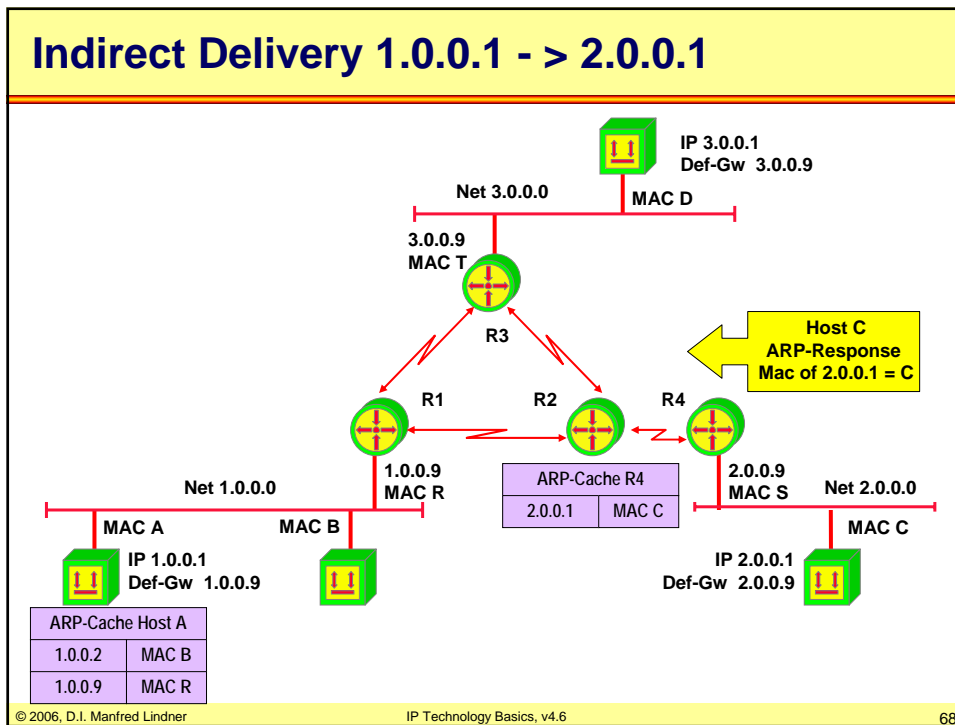 Indirect Delivery 1.0.0.1 - > 2.0.0.1
IP 3.0.0.1
Def-Gw 3.0.0.9
Net 3.0.0.0
MAC D
3.0.0.9
MAC T
R3
Host C
ARP-Response
Mac of 2.0.0.1 = C
R1
R2
R4
1.0.0.9
MAC R
Net 1.0.0.0
ARP-Cache R4
2.0.0.1 MAC C
2.0.0.9
MAC S
Net 2.0.0.0
MAC A
MAC B
MAC C
IP 1.0.0.1
Def-Gw 1.0.0.9
IP 2.0.0.1
Def-Gw 2.0.0.9
ARP-Cache Host A
1.0.0.2 MAC B
1.0.0.9 MAC R
© 2006, D.I. Manfred Lindner
IP Technology Basics, v4.6
68